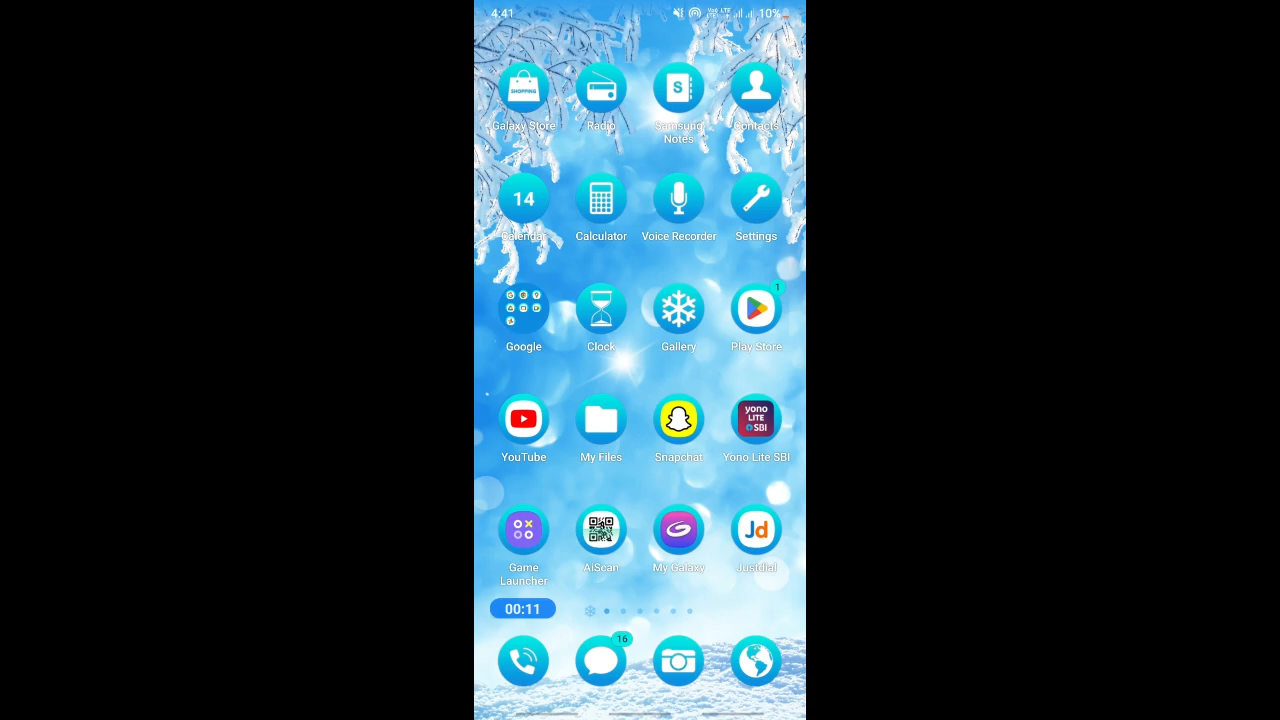 4:41
Vo) LTE
10%
SHOPPING
S
Galaxy Store Radio Samsung Notes Contacts
14
Calendar Calculator Voice Recorder Settings
1
Google Clock Gallery Play Store
yono
LITE
SBI
YouTube My Files Snapchat Yono Lite SBI
Jd
Game Launcher AiScan My Galaxy Justdial
00:11
16